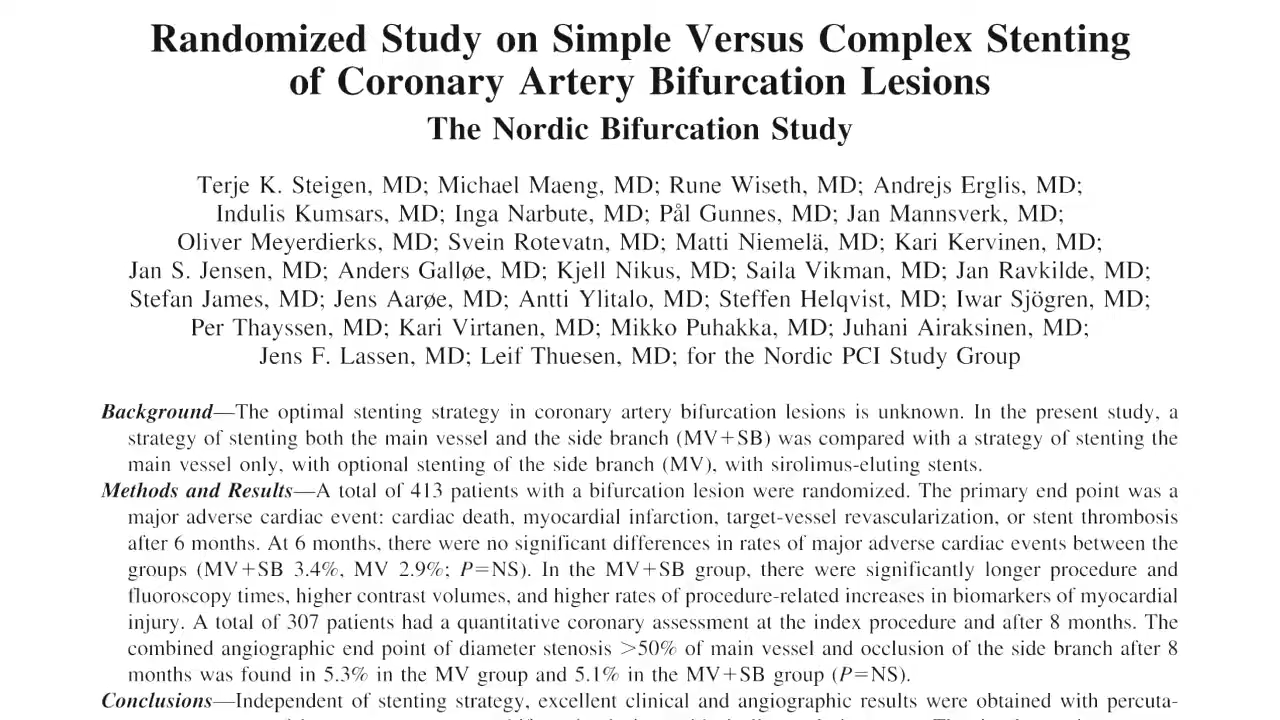 Randomized Study on Simple Versus Complex Stenting
of Coronary Artery Bifurcation Lesions
The Nordic Bifurcation Study
Terje K. Steigen, MD; Michael Maeng, MD; Rune Wiseth, MD; Andrejs Erglis, MD;
Indulis Kumsars, MD; Inga Narbute, MD; Pål Gunnes, MD; Jan Mannsverk, MD;
Oliver Meyerdierks, MD; Svein Rotevatn, MD; Matti Niemelä, MD; Kari Kervinen, MD;
Jan S. Jensen, MD; Anders Galløe, MD; Kjell Nikus, MD; Saila Vikman, MD; Jan Ravkilde, MD;
Stefan James, MD; Jens Aarøe, MD; Antti Ylitalo, MD; Steffen Helqvist, MD; Iwar Sjögren, MD;
Per Thayssen, MD; Kari Virtanen, MD; Mikko Puhakka, MD; Juhani Airaksinen, MD;
Jens F. Lassen, MD; Leif Thuesen, MD; for the Nordic PCI Study Group
Background—The optimal stenting strategy in coronary artery bifurcation lesions is unknown. In the present study, a
strategy of stenting both the main vessel and the side branch (MV+SB) was compared with a strategy of stenting the
main vessel only, with optional stenting of the side branch (MV), with sirolimus-eluting stents.
Methods and Results—A total of 413 patients with a bifurcation lesion were randomized. The primary end point was a
major adverse cardiac event: cardiac death, myocardial infarction, target-vessel revascularization, or stent thrombosis
after 6 months. At 6 months, there were no significant differences in rates of major adverse cardiac events between the
groups (MV+SB 3.4%, MV 2.9%; P=NS). In the MV+SB group, there were significantly longer procedure and
fluoroscopy times, higher contrast volumes, and higher rates of procedure-related increases in biomarkers of myocardial
injury. A total of 307 patients had a quantitative coronary assessment at the index procedure and after 8 months. The
combined angiographic end point of diameter stenosis >50% of main vessel and occlusion of the side branch after 8
months was found in 5.3% in the MV group and 5.1% in the MV+SB group (P=NS).
Conclusions—Independent of stenting strategy, excellent clinical and angiographic results were obtained with percuta-